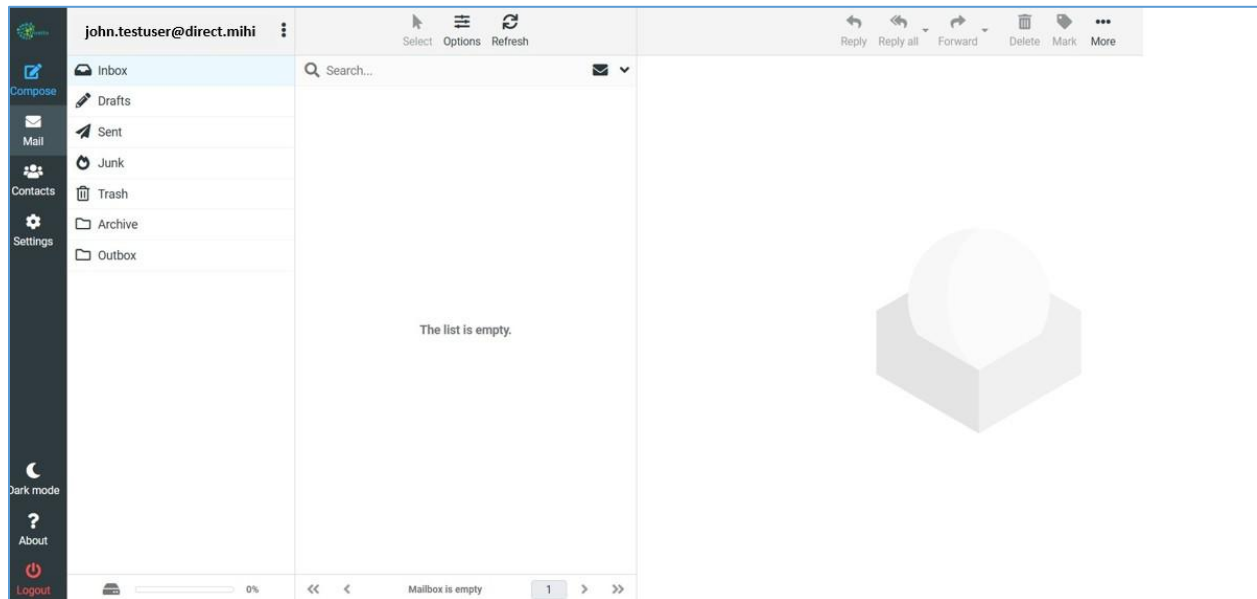 john.testuser@direct.mihi
Select Options Refresh
Reply Reply all Forward Delete Mark More
Compose
Mail
Contacts
Settings
Dark mode
About
Logout
Inbox
Drafts
Sent
Junk
Trash
Archive
Outbox
0%
Search...
The list is empty.
Mailbox is empty 1